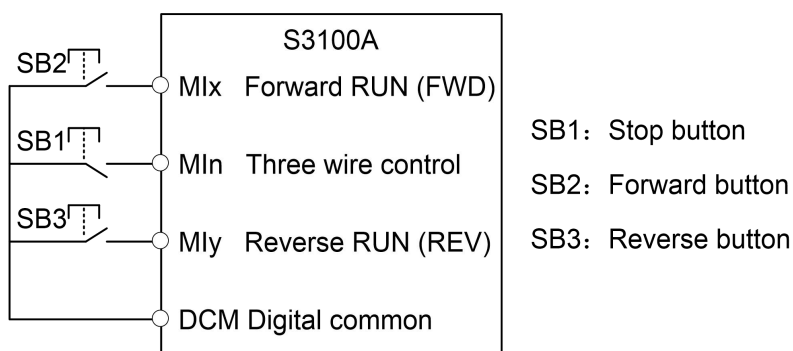 S3100A
SB2
MIx Forward RUN (FWD)
SB1
MIn Three wire control
SB3
MIy Reverse RUN (REV)
DCM Digital common
SB1：Stop button
SB2：Forward button
SB3：Reverse button